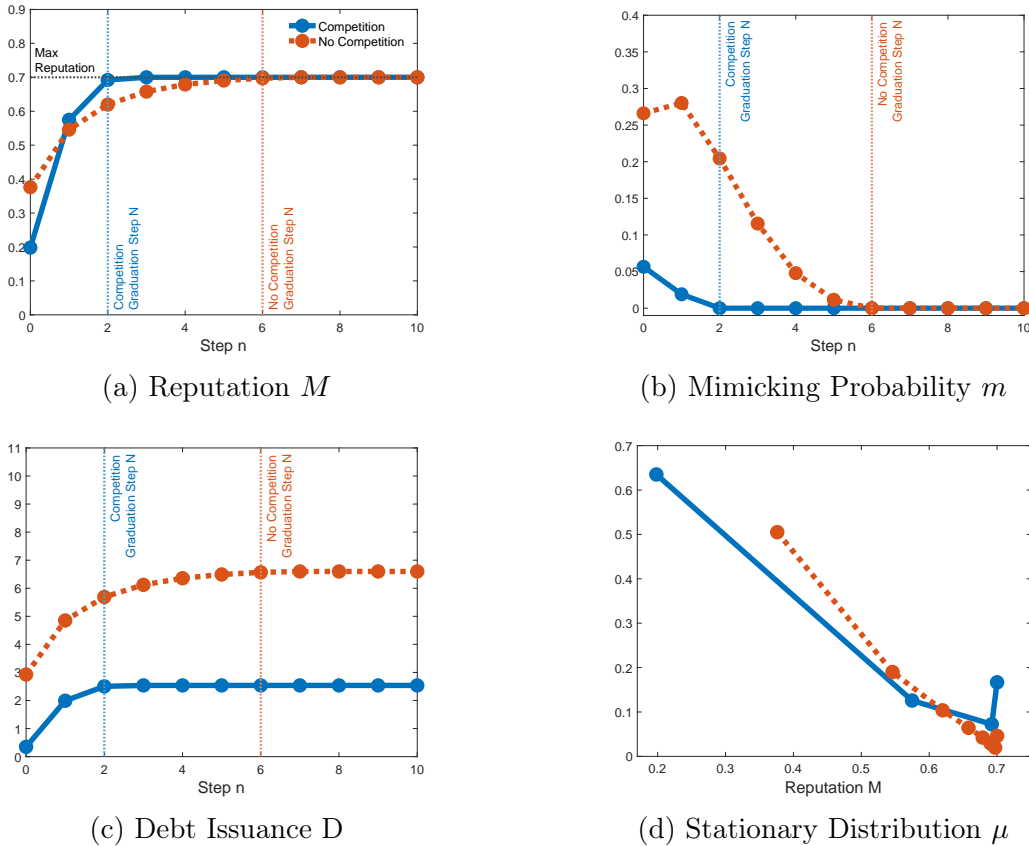 0.9
0.8
0.7
0.6
0.5
0.4
0.3
0.2
0.1
0
Max
Reputation
Competition
No Competition
Competition
Graduation Step N
No Competition
Graduation Step N
0 2 4 6 8 10
Step n
(a) Reputation M
0.4
0.35
0.3
0.25
0.2
0.15
0.1
0.05
0
Competition
Graduation Step N
No Competition
Graduation Step N
0 2 4 6 8 10
Step n
(b) Mimicking Probability m
11
10
9
8
7
6
5
4
3
2
1
0
Competition
Graduation Step N
No Competition
Graduation Step N
0 2 4 6 8 10
Step n
(c) Debt Issuance D
0.7
0.6
0.5
0.4
0.3
0.2
0.1
0
0.2 0.3 0.4 0.5 0.6 0.7
Reputation M
(d) Stationary Distribution μ